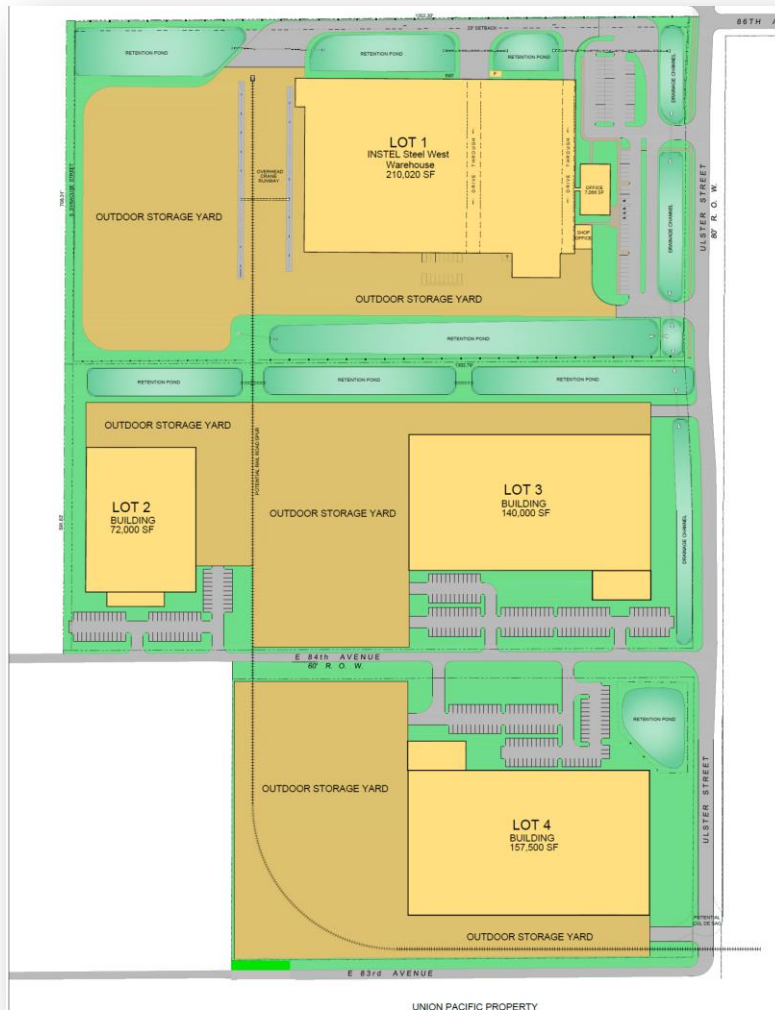 1302.30'
86TH A
25' SETBACK
RETENTION POND
RETENTION POND
RETENTION POND
DRAINAGE CHANNEL
LOT 1
INSTEL Steel West
Warehouse
210,020 SF
DRIVE THROUGH
DRIVE THROUGH
OVERHEAD
CRANE
RUNWAY
OFFICE
SHOP
OFFICE
OUTDOOR STORAGE YARD
DRAINAGE CHANNEL
ULSTER STREET
80' R. O. W.
OUTDOOR STORAGE YARD
RETENTION POND
RETENTION POND
RETENTION POND
RETENTION POND
OUTDOOR STORAGE YARD
POTENTIAL RAIL ROAD SPUR
LOT 2
BUILDING
72,000 SF
OUTDOOR STORAGE YARD
LOT 3
BUILDING
140,000 SF
DRAINAGE CHANNEL
E 84th AVENUE
60' R. O. W.
RETENTION POND
OUTDOOR STORAGE YARD
LOT 4
BUILDING
157,500 SF
ULSTER STREET
POTENTIAL
CUL DE SAC
OUTDOOR STORAGE YARD
E 83rd AVENUE
UNION PACIFIC PROPERTY